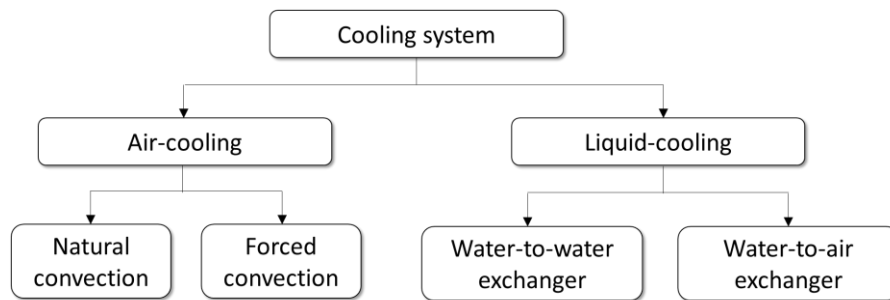 Cooling system
Air-cooling
Liquid-cooling
Natural
convection
Forced
convection
Water-to-water
exchanger
Water-to-air
exchanger